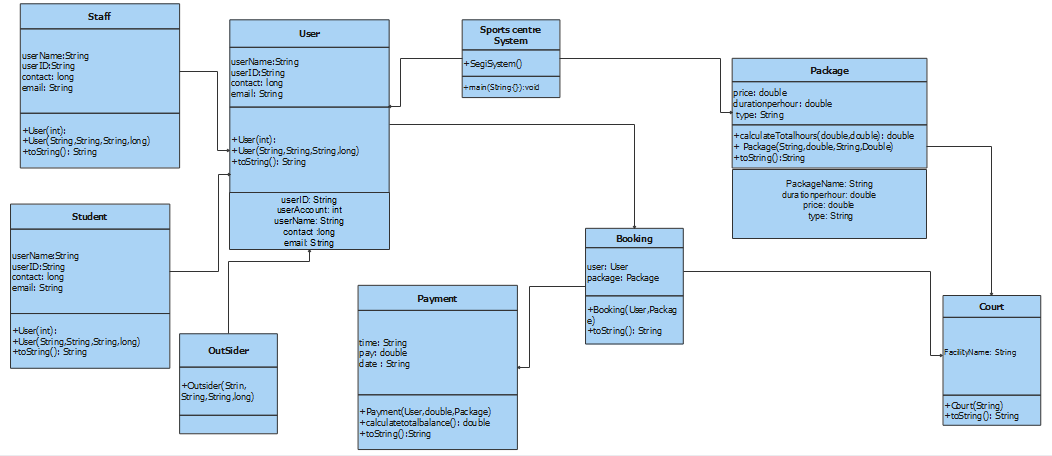 Staff
userName:String
userID:String
contact: long
email: String
+User(int):
+User(String,String,String,long)
+toString(): String
User
userName:String
userID:String
contact: long
email: String
+User(int):
+User(String,String,String,long)
+toString(): String
userID: String
userAccount: int
userName: String
contact :long
email: String
Sports centre
System
+SegiSystem()
+main(String{}):void
Package
price: double
durationperhour: double
type: String
+calculateTotalhours(double,double): double
+ Package(String,double,String,Double)
+toString():String
PackageName: String
durationperhour: double
price: double
type: String
Student
userName:String
userID:String
contact: long
email: String
+User(int):
+User(String,String,String,long)
+toString(): String
OutSider
+Outsider(Strin,
String,String,long)
Payment
time: String
pay: double
date : String
+Payment(User,double,Package)
+calculatetotalbalance(): double
+toString():String
Booking
user: User
package: Package
+Booking(User,Packag
e)
+toString(): String
Court
FacilityName: String
+Court(String)
+toString(): String